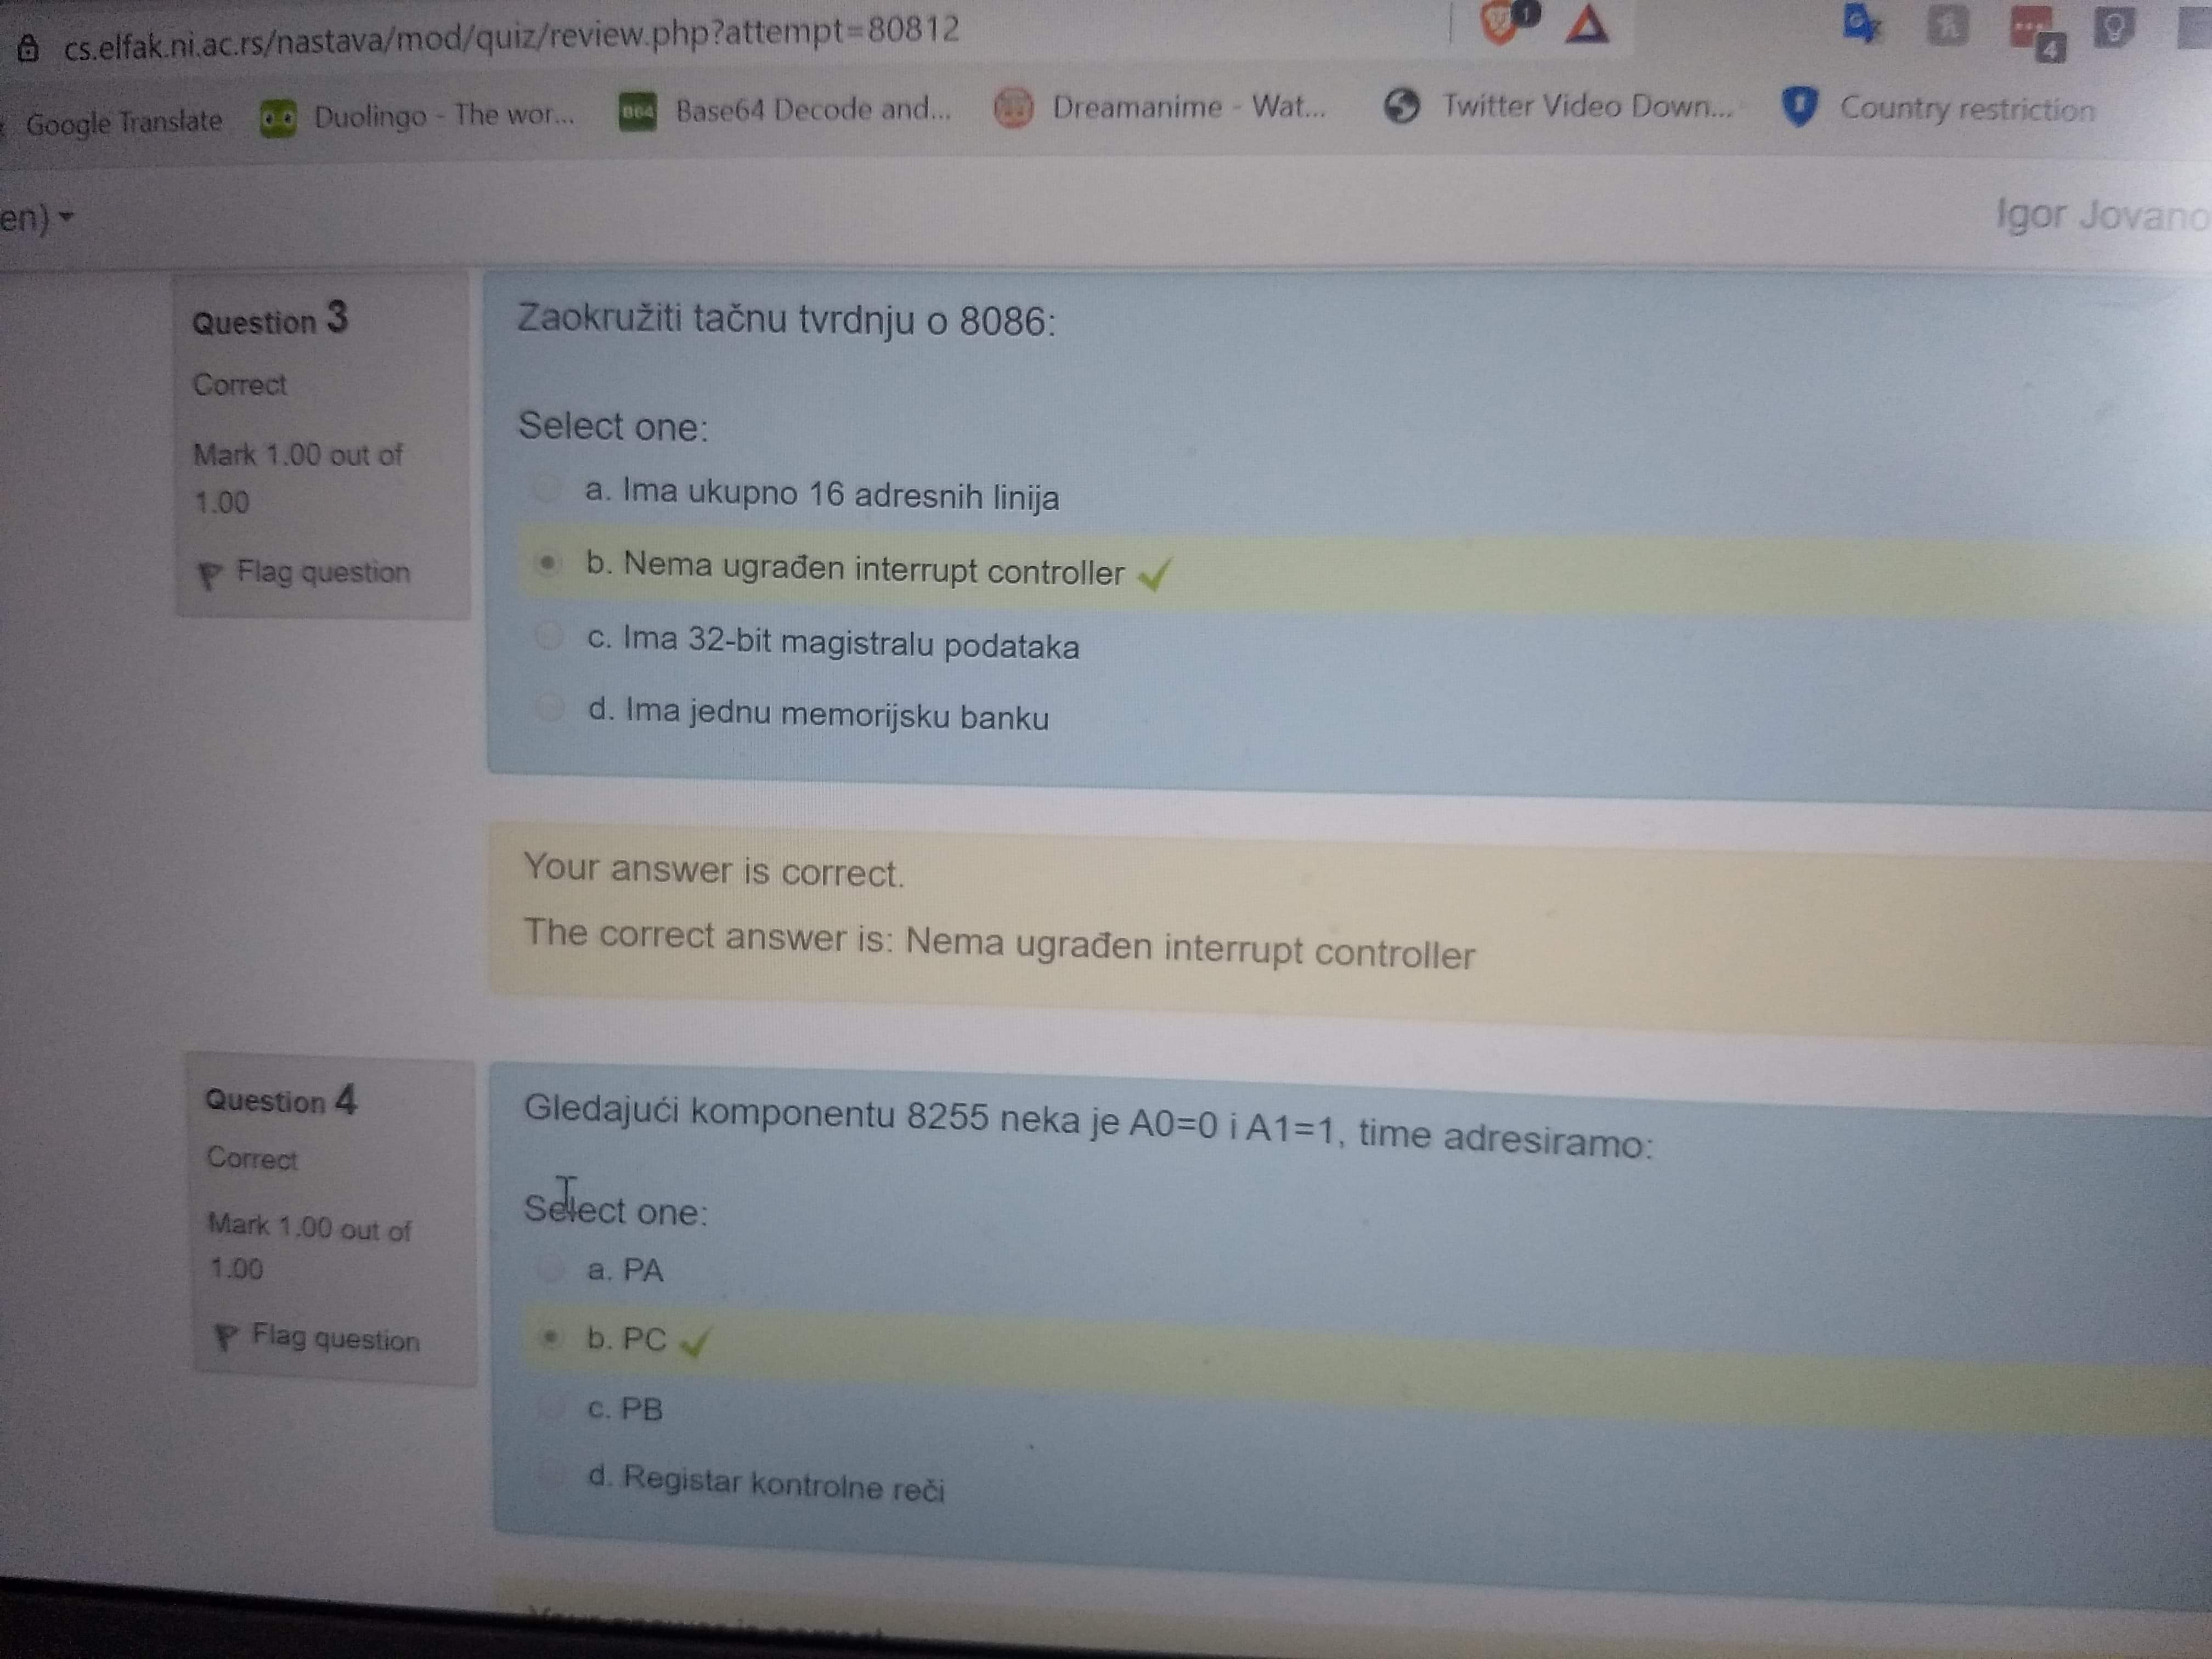 cs.elfak.ni.ac.rs/nastava/mod/quiz/review.php?attempt=80812
1
4
Google Translate Duolingo - The wor... B64 Base64 Decode and... Dreamanime - Wat... Twitter Video Down... Country restriction
en)
Igor Jovano
Question 3
Correct
Mark 1.00 out of
1.00
Flag question
Zaokružiti tačnu tvrdnju o 8086:
Select one:
a. Ima ukupno 16 adresnih linija
b. Nema ugrađen interrupt controller
c. Ima 32-bit magistralu podataka
d. Ima jednu memorijsku banku
Your answer is correct.
The correct answer is: Nema ugrađen interrupt controller
Question 4
Correct
Mark 1.00 out of
1.00
Flag question
Gledajući komponentu 8255 neka je A0=0 i A1=1, time adresiramo:
Select one:
a. PA
b. PC
c. PB
d. Registar kontrolne reči